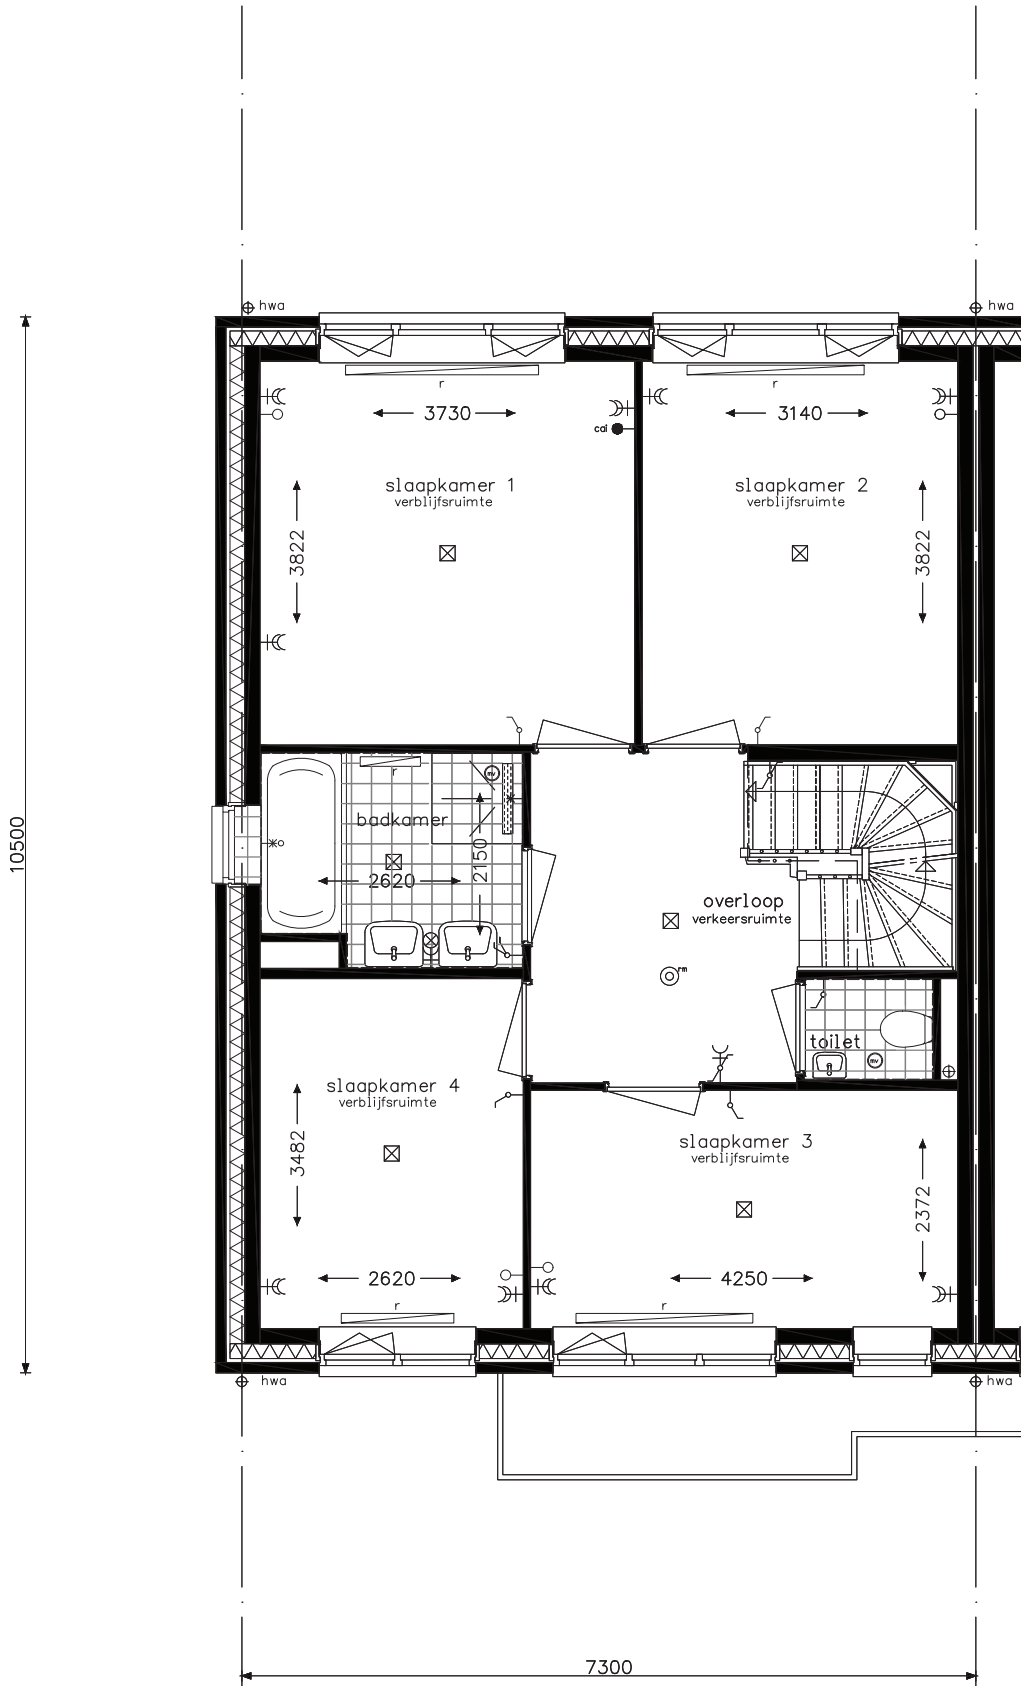 hwa
hwa
r
r
3730
3140
cai
slaapkamer 1
verblijfsruimte
slaapkamer 2
verblijfsruimte
3822
3822
r
mv
badkamer
2150
2620
10500
overloop
verkeersruimte
rm
toilet
mv
slaapkamer 4
verblijfsruimte
slaapkamer 3
verblijfsruimte
3482
2372
2620
4250
r
r
hwa
hwa
7300